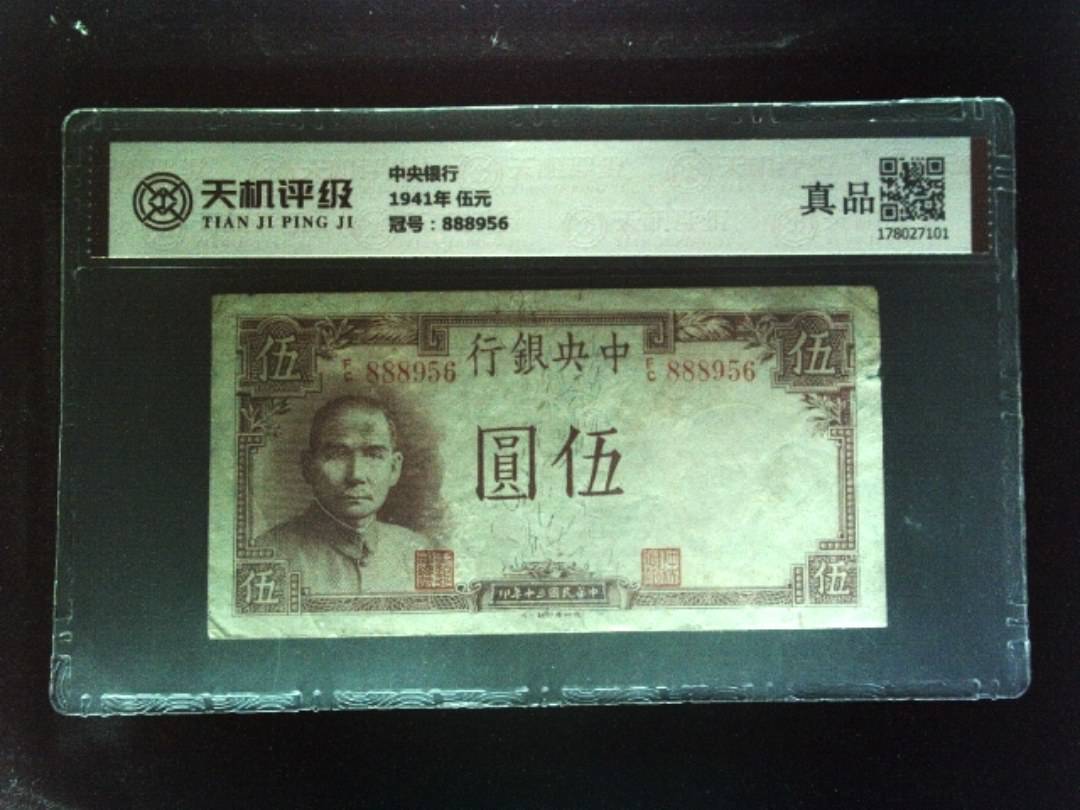 天机评级
TIAN JI PING JI
中央银行
1941年 伍元
冠号：888956
真品
178027101
伍
行銀央中
伍
F/G 888956
F/G 888956
圓伍
伍
印年十三國民華中
伍